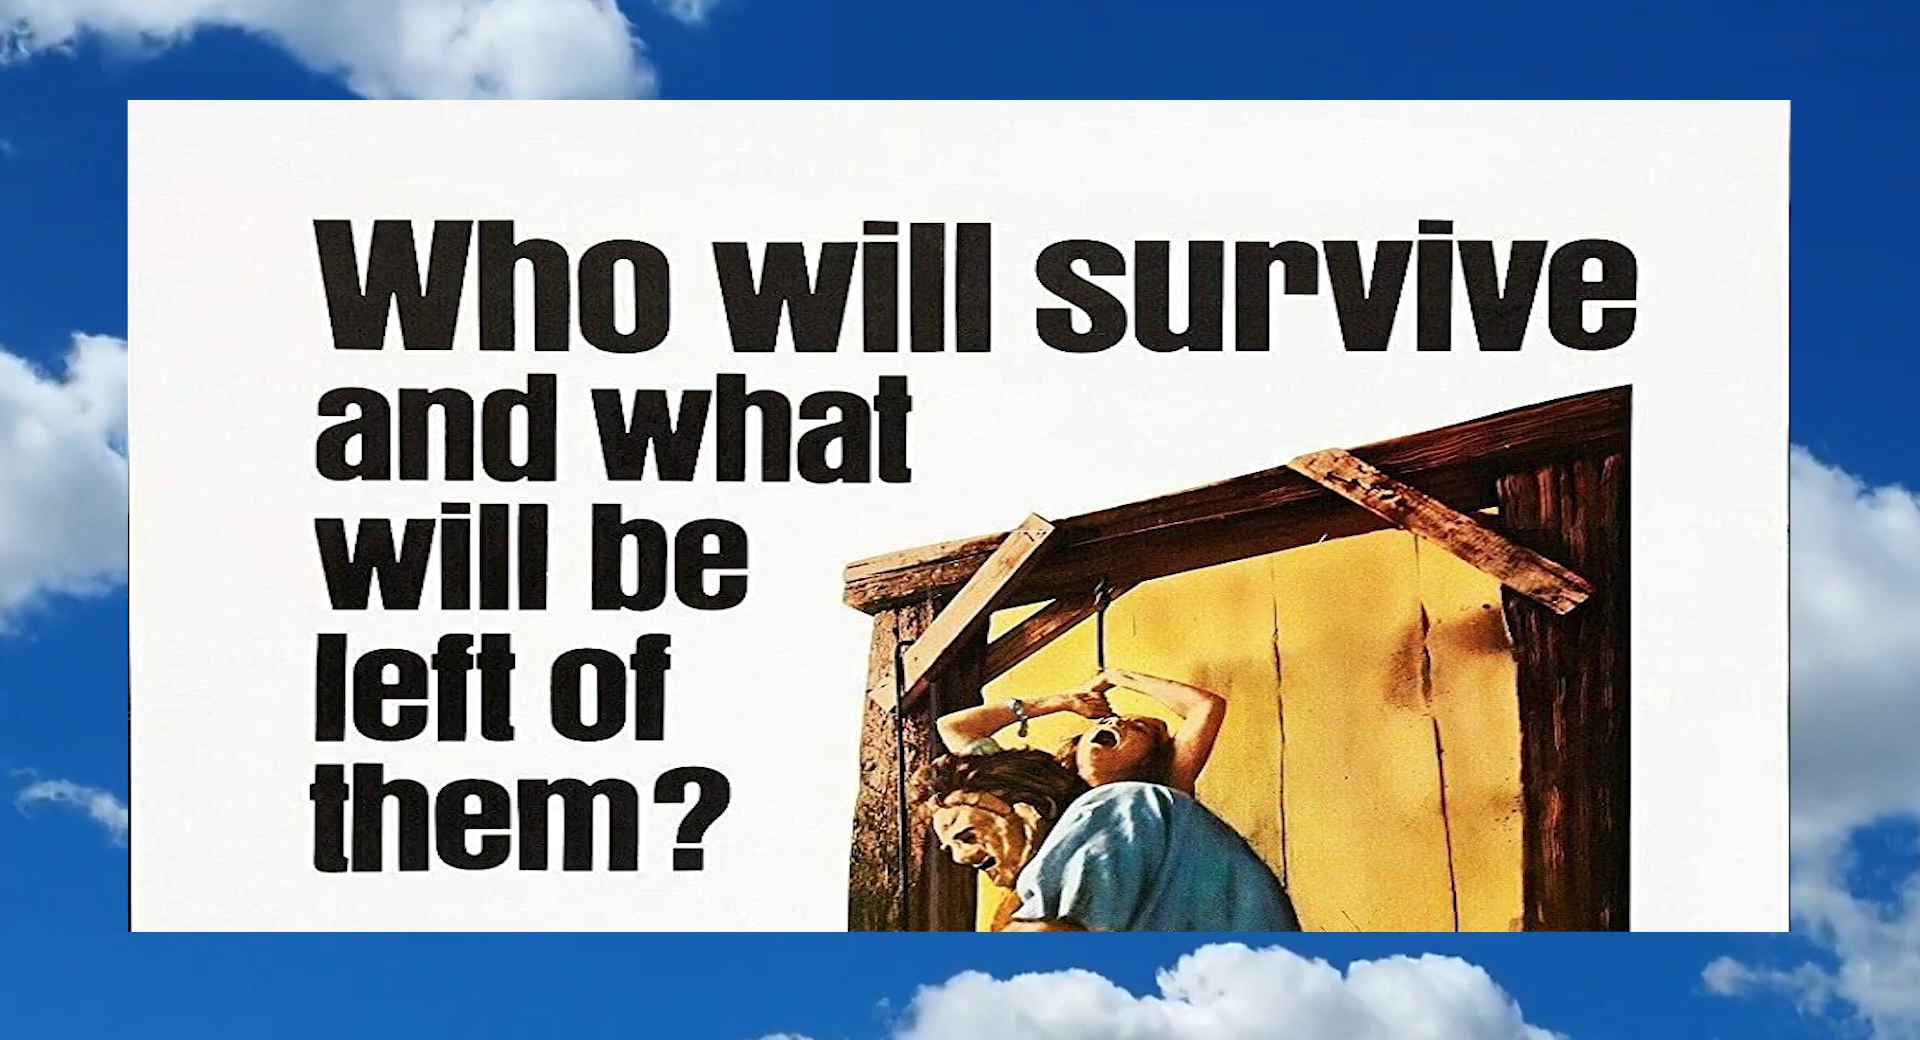 Who will survive
and what
will be
left of
them?